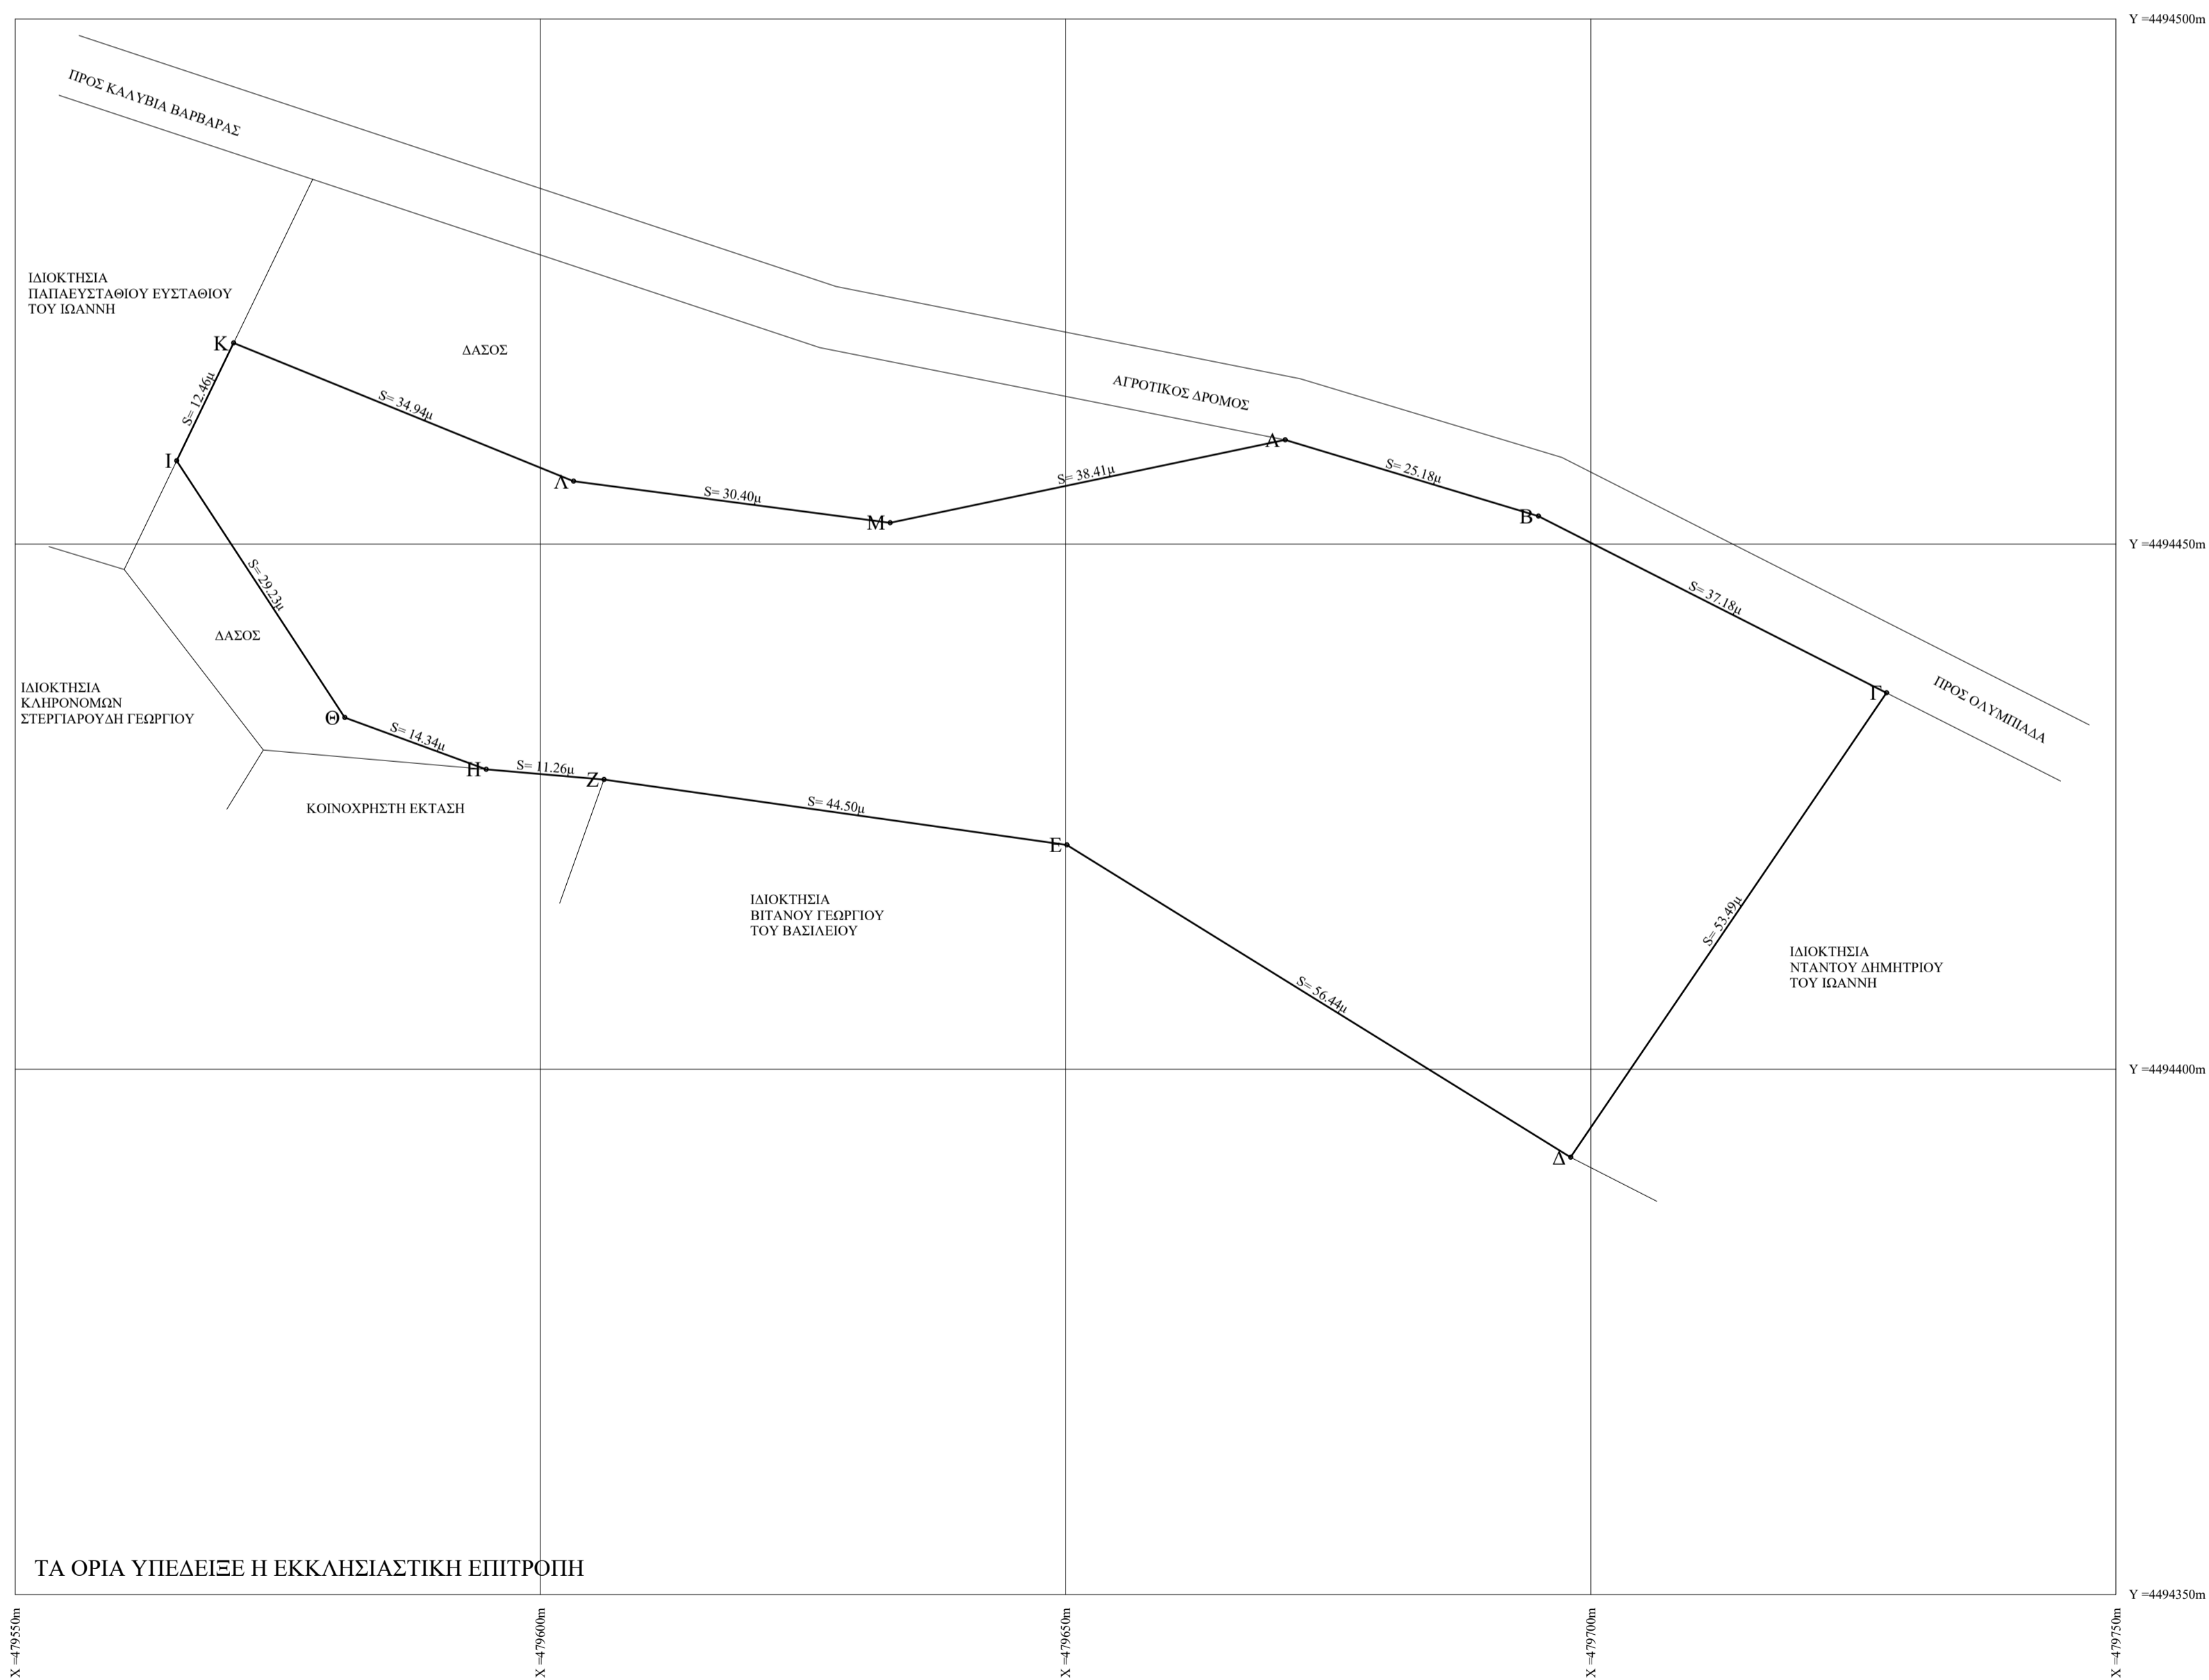 Y =4494500m
ΠΡΟΣ ΚΑΛΥΒΙΑ ΒΑΡΒΑΡΑΣ
ΙΔΙΟΚΤΗΣΙΑ
ΠΑΠΑΕΥΣΤΑΘΙΟΥ ΕΥΣΤΑΘΙΟΥ
ΤΟΥ ΙΩΑΝΝΗ
Κ
ΔΑΣΟΣ
ΑΓΡΟΤΙΚΟΣ ΔΡΟΜΟΣ
S= 12.46μ
S= 34.94μ
Α
Ι
S= 38.41μ
S= 25.18μ
Λ
S= 30.40μ
Μ
Β
Y =4494450m
S= 29.23μ
S= 37.18μ
ΔΑΣΟΣ
ΙΔΙΟΚΤΗΣΙΑ
ΚΛΗΡΟΝΟΜΩΝ
ΣΤΕΡΓΙΑΡΟΥΔΗ ΓΕΩΡΓΙΟΥ
Γ
ΠΡΟΣ ΟΛΥΜΠΙΑΔΑ
Θ
S= 14.34μ
Η
S= 11.26μ
Ζ
ΚΟΙΝΟΧΡΗΣΤΗ ΕΚΤΑΣΗ
S= 44.50μ
Ε
ΙΔΙΟΚΤΗΣΙΑ
ΒΙΤΑΝΟΥ ΓΕΩΡΓΙΟΥ
ΤΟΥ ΒΑΣΙΛΕΙΟΥ
S= 53.49μ
ΙΔΙΟΚΤΗΣΙΑ
ΝΤΑΝΤΟΥ ΔΗΜΗΤΡΙΟΥ
ΤΟΥ ΙΩΑΝΝΗ
S= 56.44μ
Y =4494400m
Δ
ΤΑ ΟΡΙΑ ΥΠΕΔΕΙΞΕ Η ΕΚΚΛΗΣΙΑΣΤΙΚΗ ΕΠΙΤΡΟΠΗ
Y =4494350m
X =479550m
X =479600m
X =479650m
X =479700m
X =479750m